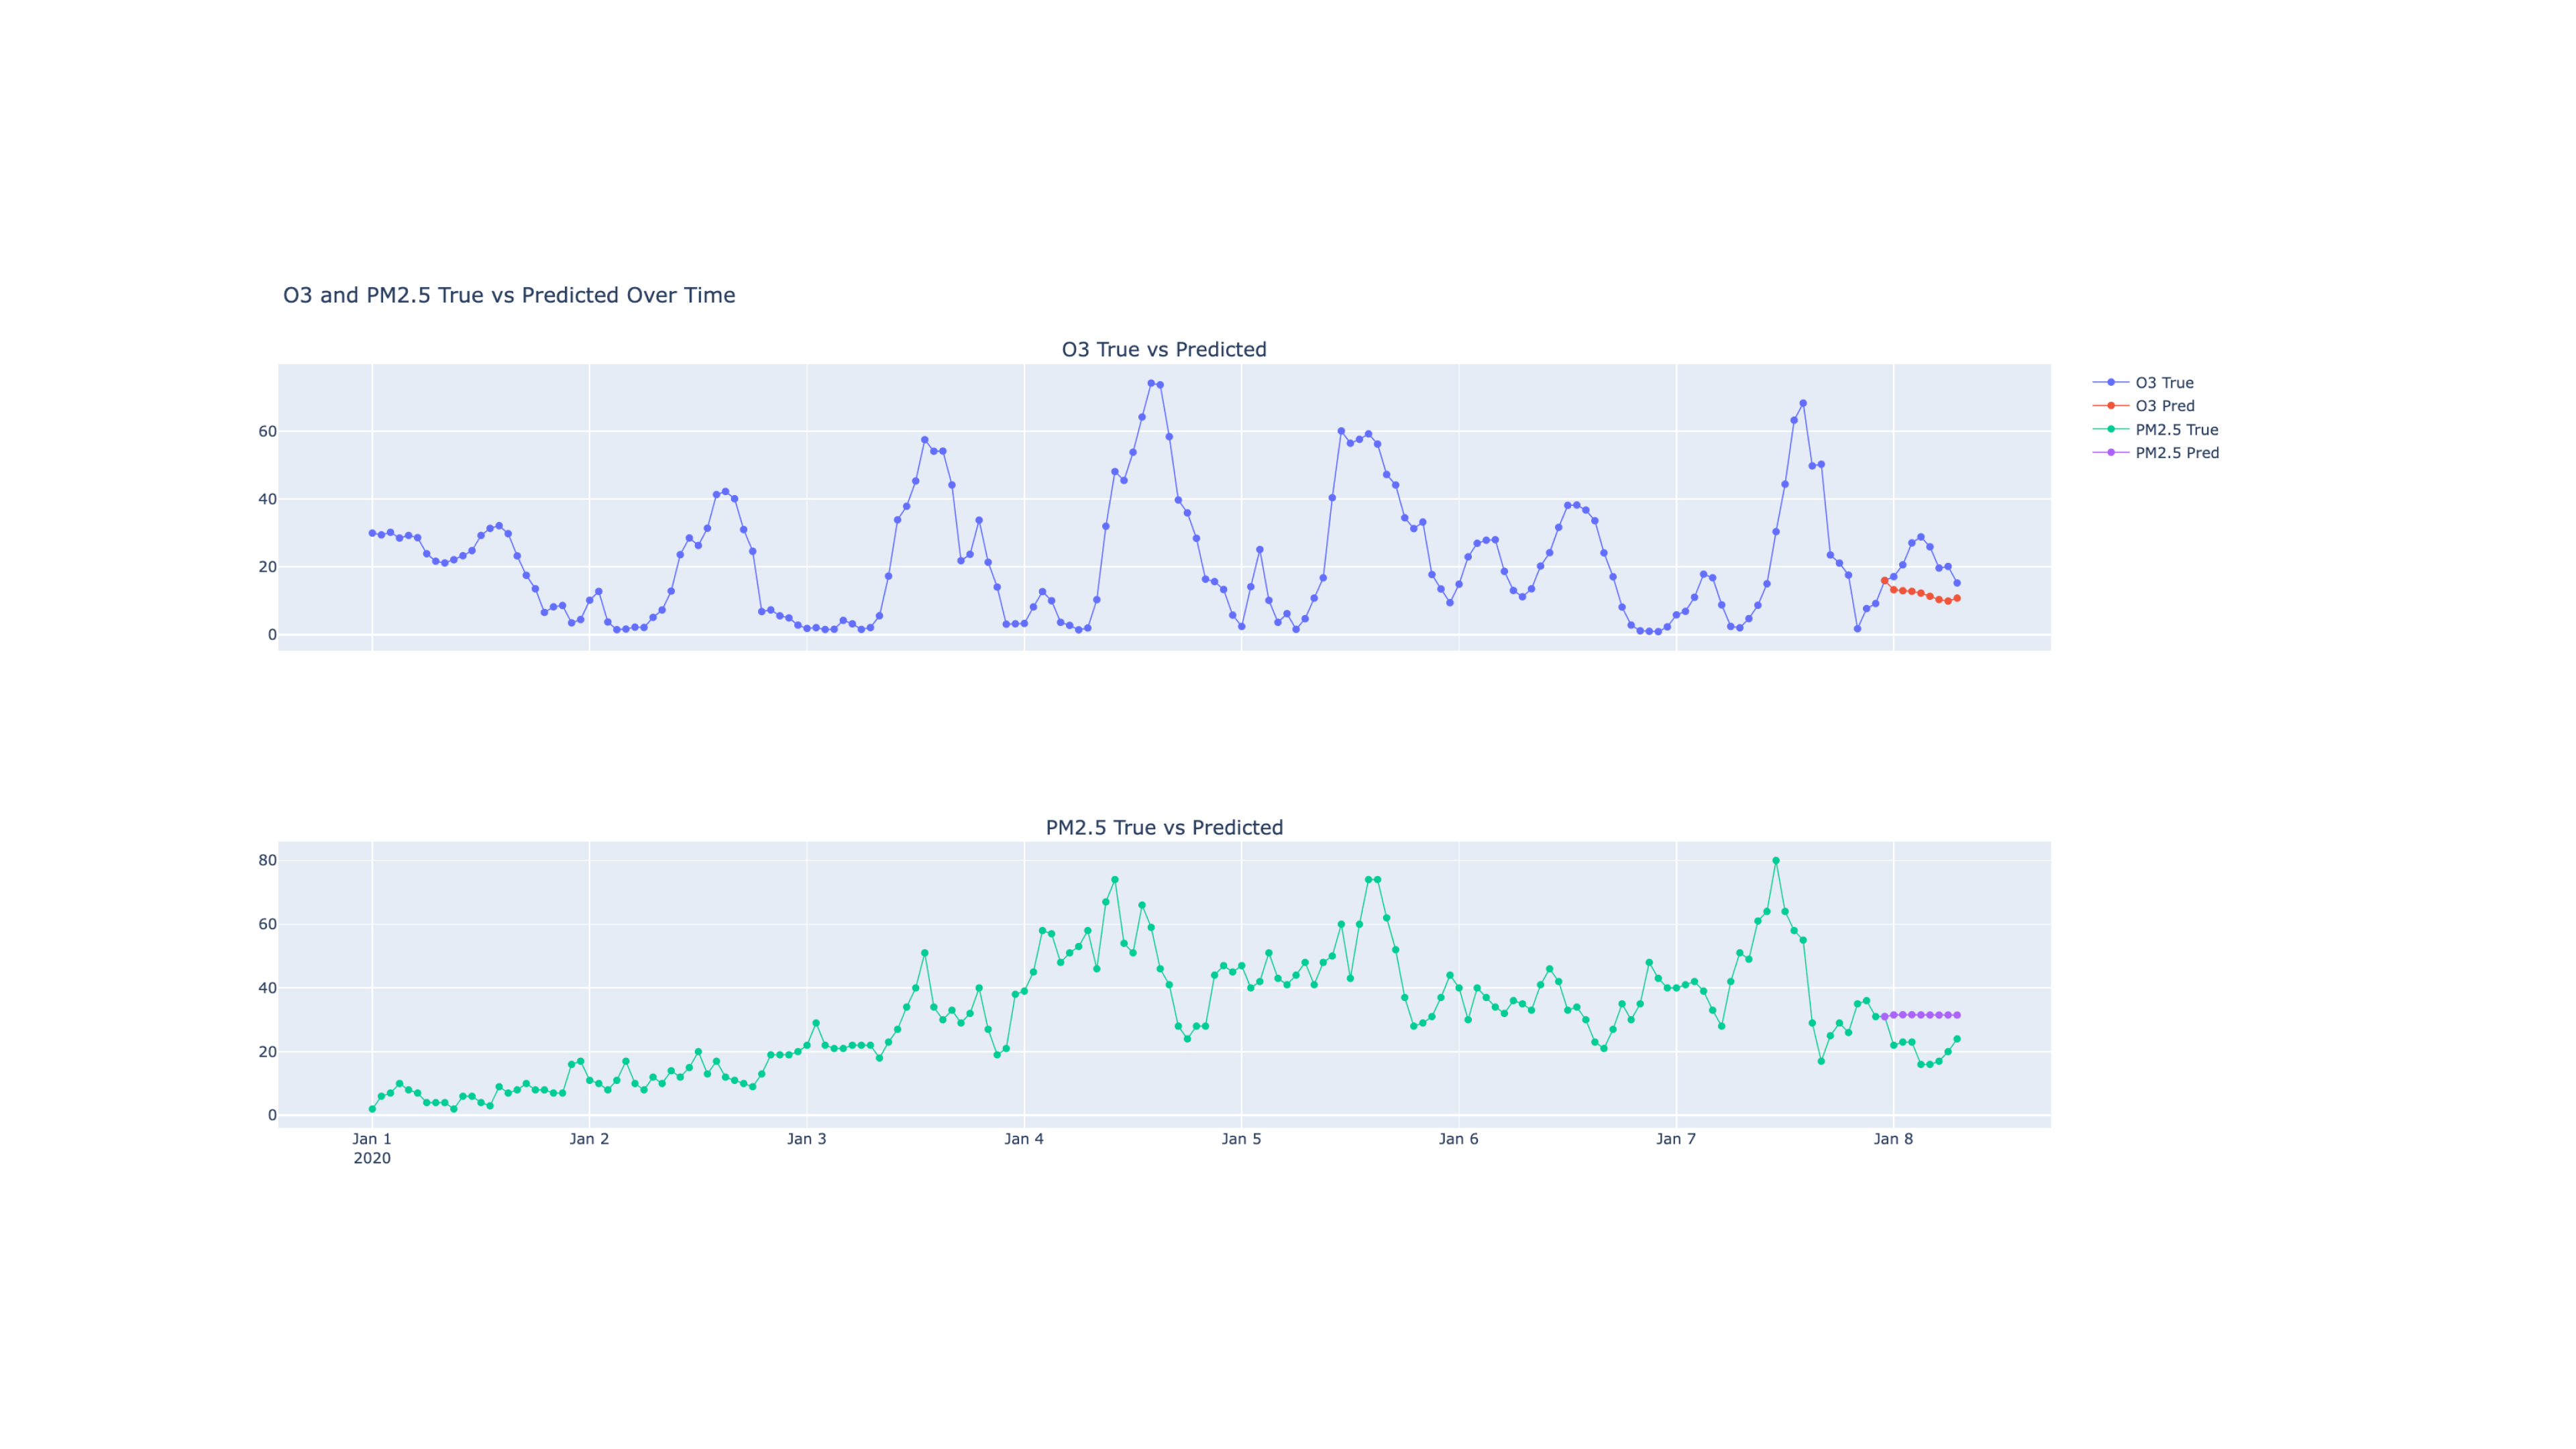 O3 and PM2.5 True vs Predicted Over Time
O3 True vs Predicted
60
40
20
0
O3 True
O3 Pred
PM2.5 True
PM2.5 Pred
PM2.5 True vs Predicted
80
60
40
20
0
Jan 1 Jan 2 Jan 3 Jan 4 Jan 5 Jan 6 Jan 7 Jan 8
2020